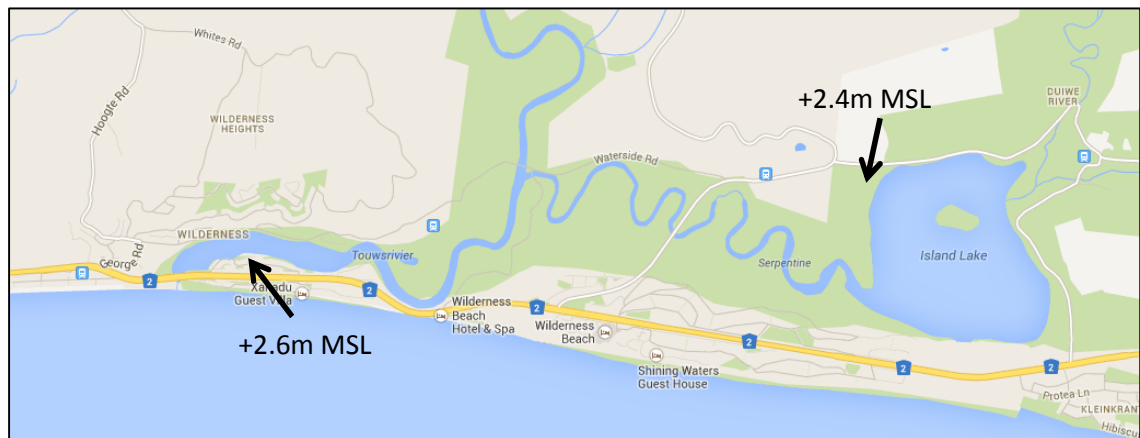 Whites Rd
Hoogte Rd
WILDERNESS
HEIGHTS
+2.4m MSL
DUIWE
RIVER
Waterside Rd
WILDERNESS
George Rd
Touwsrivier
Serpentine
Island Lake
2
Xanadu
Guest Villa
2
+2.6m MSL
Wilderness
Beach
Hotel & Spa
2
Wilderness
Beach
2
Shining Waters
Guest House
2
2
Protea Ln
KLEINKRANT
Hibiscu